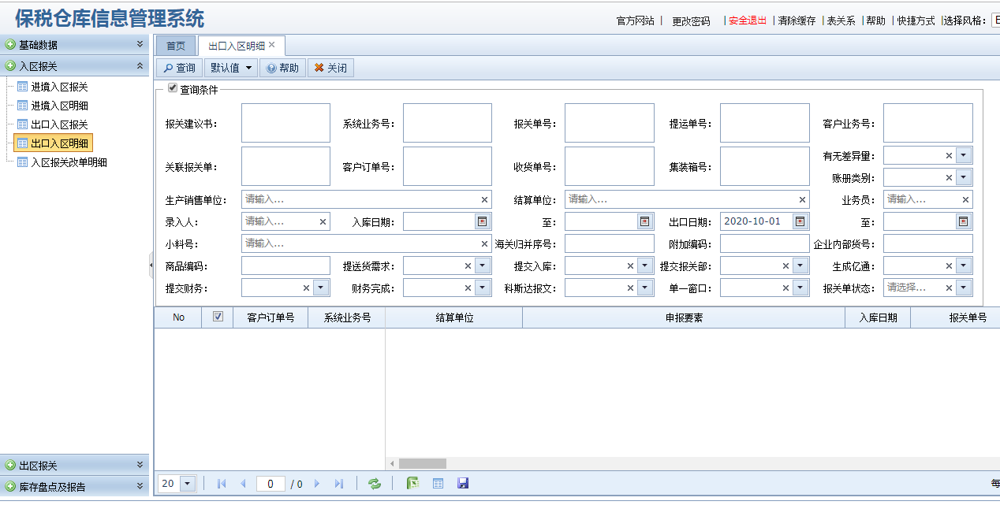 保税仓库信息管理系统
官方网站 | 更改密码 | 安全退出 | 清除缓存 | 表关系 | 帮助 | 快捷方式 | 选择风格:
基础数据
入区报关
进境入区报关
进境入区明细
出口入区报关
出口入区明细
入区报关改单明细
出区报关
库存盘点及报告
首页 出口入区明细
查询 默认值 帮助 关闭
查询条件
报关建议书: 系统业务号: 报关单号: 提运单号: 客户业务号:
关联报关单: 客户订单号: 收货单号: 集装箱号: 有无差异量:
账册类别:
生产销售单位: 请输入... 结算单位: 请输入... 业务员: 请输入...
录入人: 请输入... 入库日期: 至: 出口日期: 2020-10-01 至:
小料号: 请输入... 海关归并序号: 附加编码: 企业内部货号:
商品编码: 提送货需求: 提交入库: 提交报关部: 生成亿通:
提交财务: 财务完成: 科斯达报文: 单一窗口: 报关单状态: 请选择...
No 客户订单号 系统业务号 结算单位 申报要素 入库日期 报关单号
20 0 / 0 每